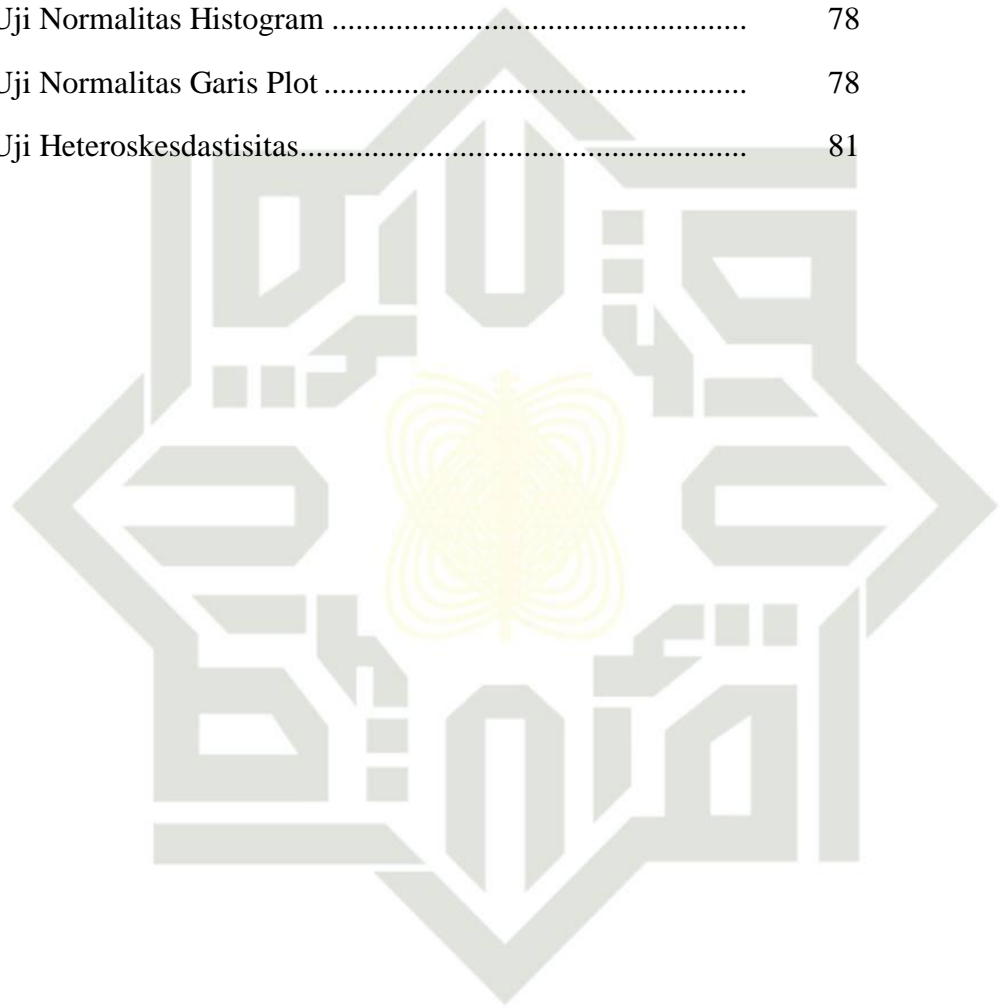 Uji Normalitas Histogram ................................................... 78
Uji Normalitas Garis Plot ................................................... 78
Uji Heteroskesdastisitas...................................................... 81